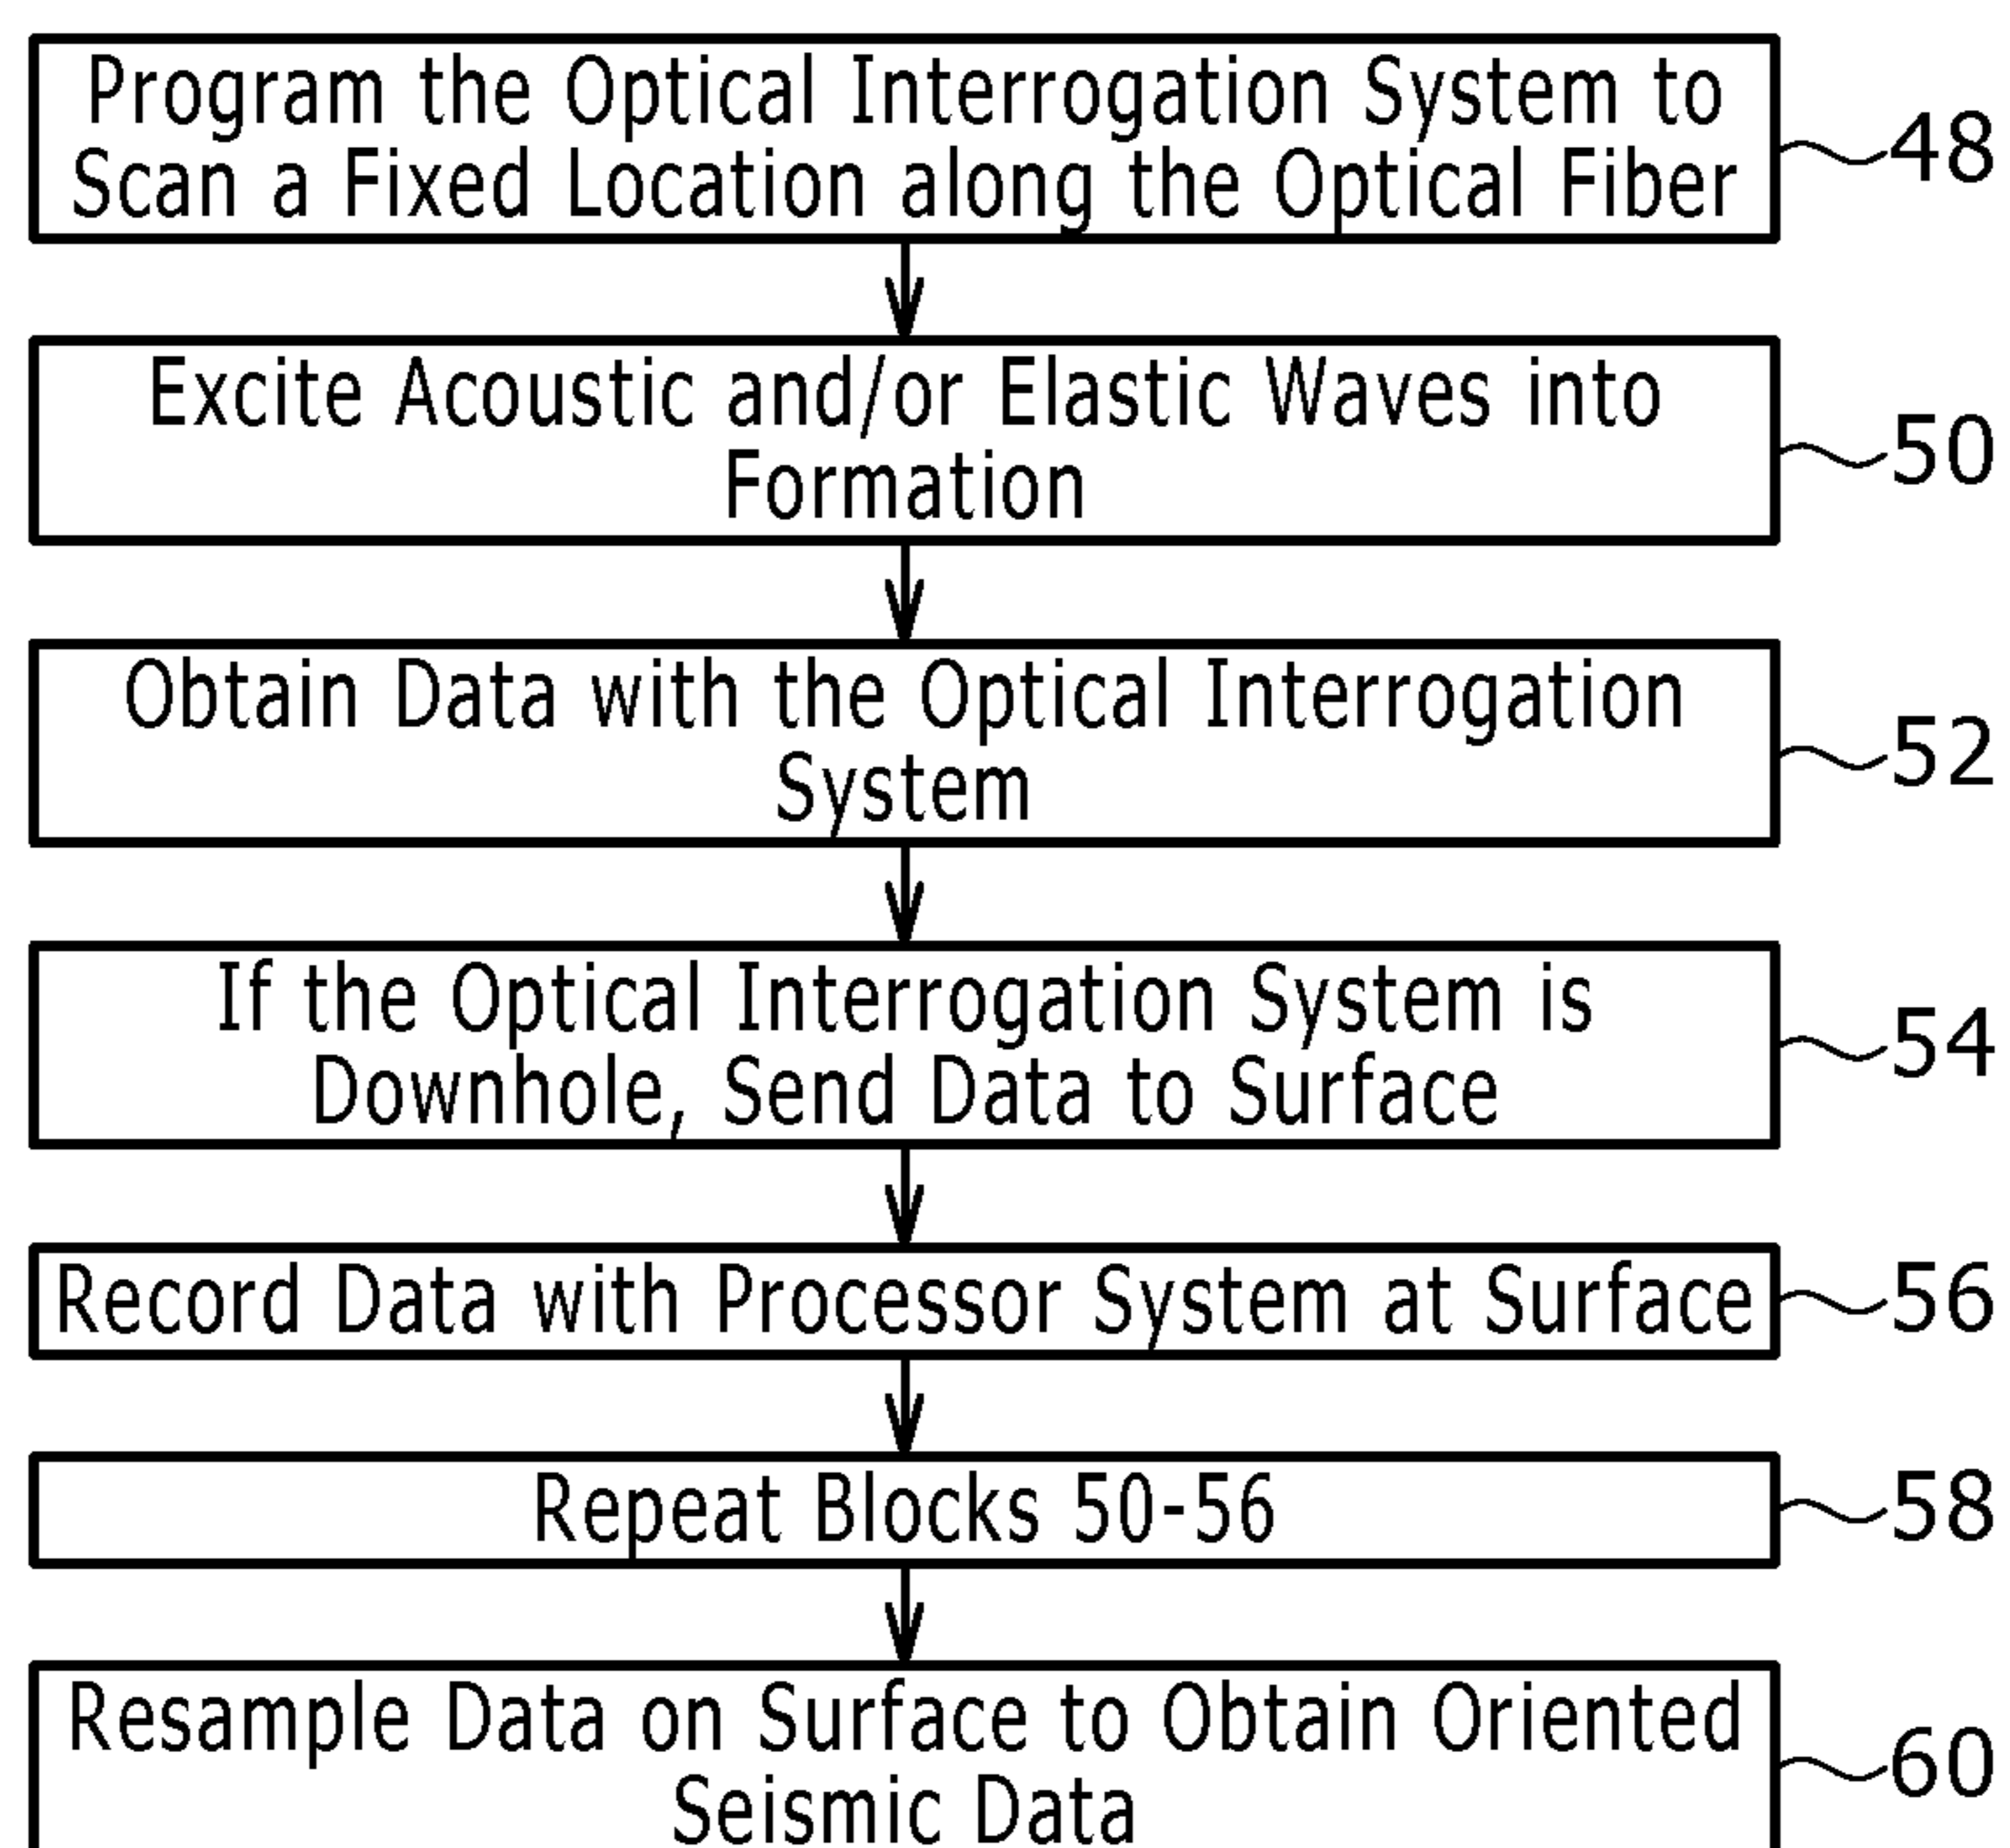 Program the Optical Interrogation System to
Scan a Fixed Location along the Optical Fiber
48
Excite Acoustic and/or Elastic Waves into
Formation
50
Obtain Data with the Optical Interrogation
System
52
If the Optical Interrogation System is
Downhole, Send Data to Surface
54
Record Data with Processor System at Surface
56
Repeat Blocks 50-56
58
Resample Data on Surface to Obtain Oriented
Seismic Data
60